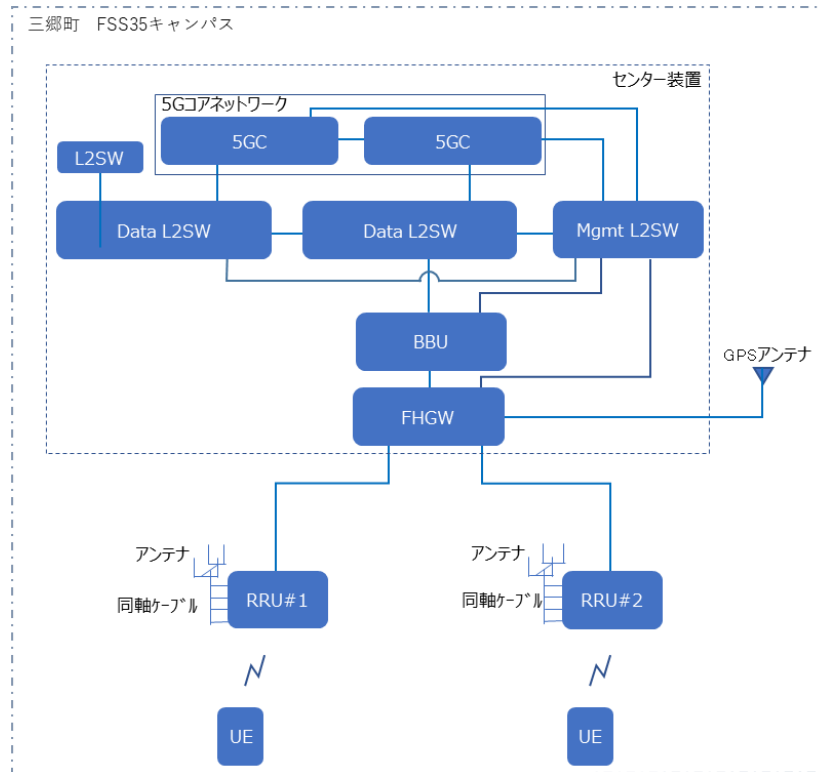 三郷町 FSS35キャンパス
センター装置
5Gコアネットワーク
5GC
5GC
L2SW
Data L2SW
Data L2SW
Mgmt L2SW
BBU
GPSアンテナ
FHGW
アンテナ
アンテナ
同軸ケーブル
RRU#1
同軸ケーブル
RRU#2
UE
UE